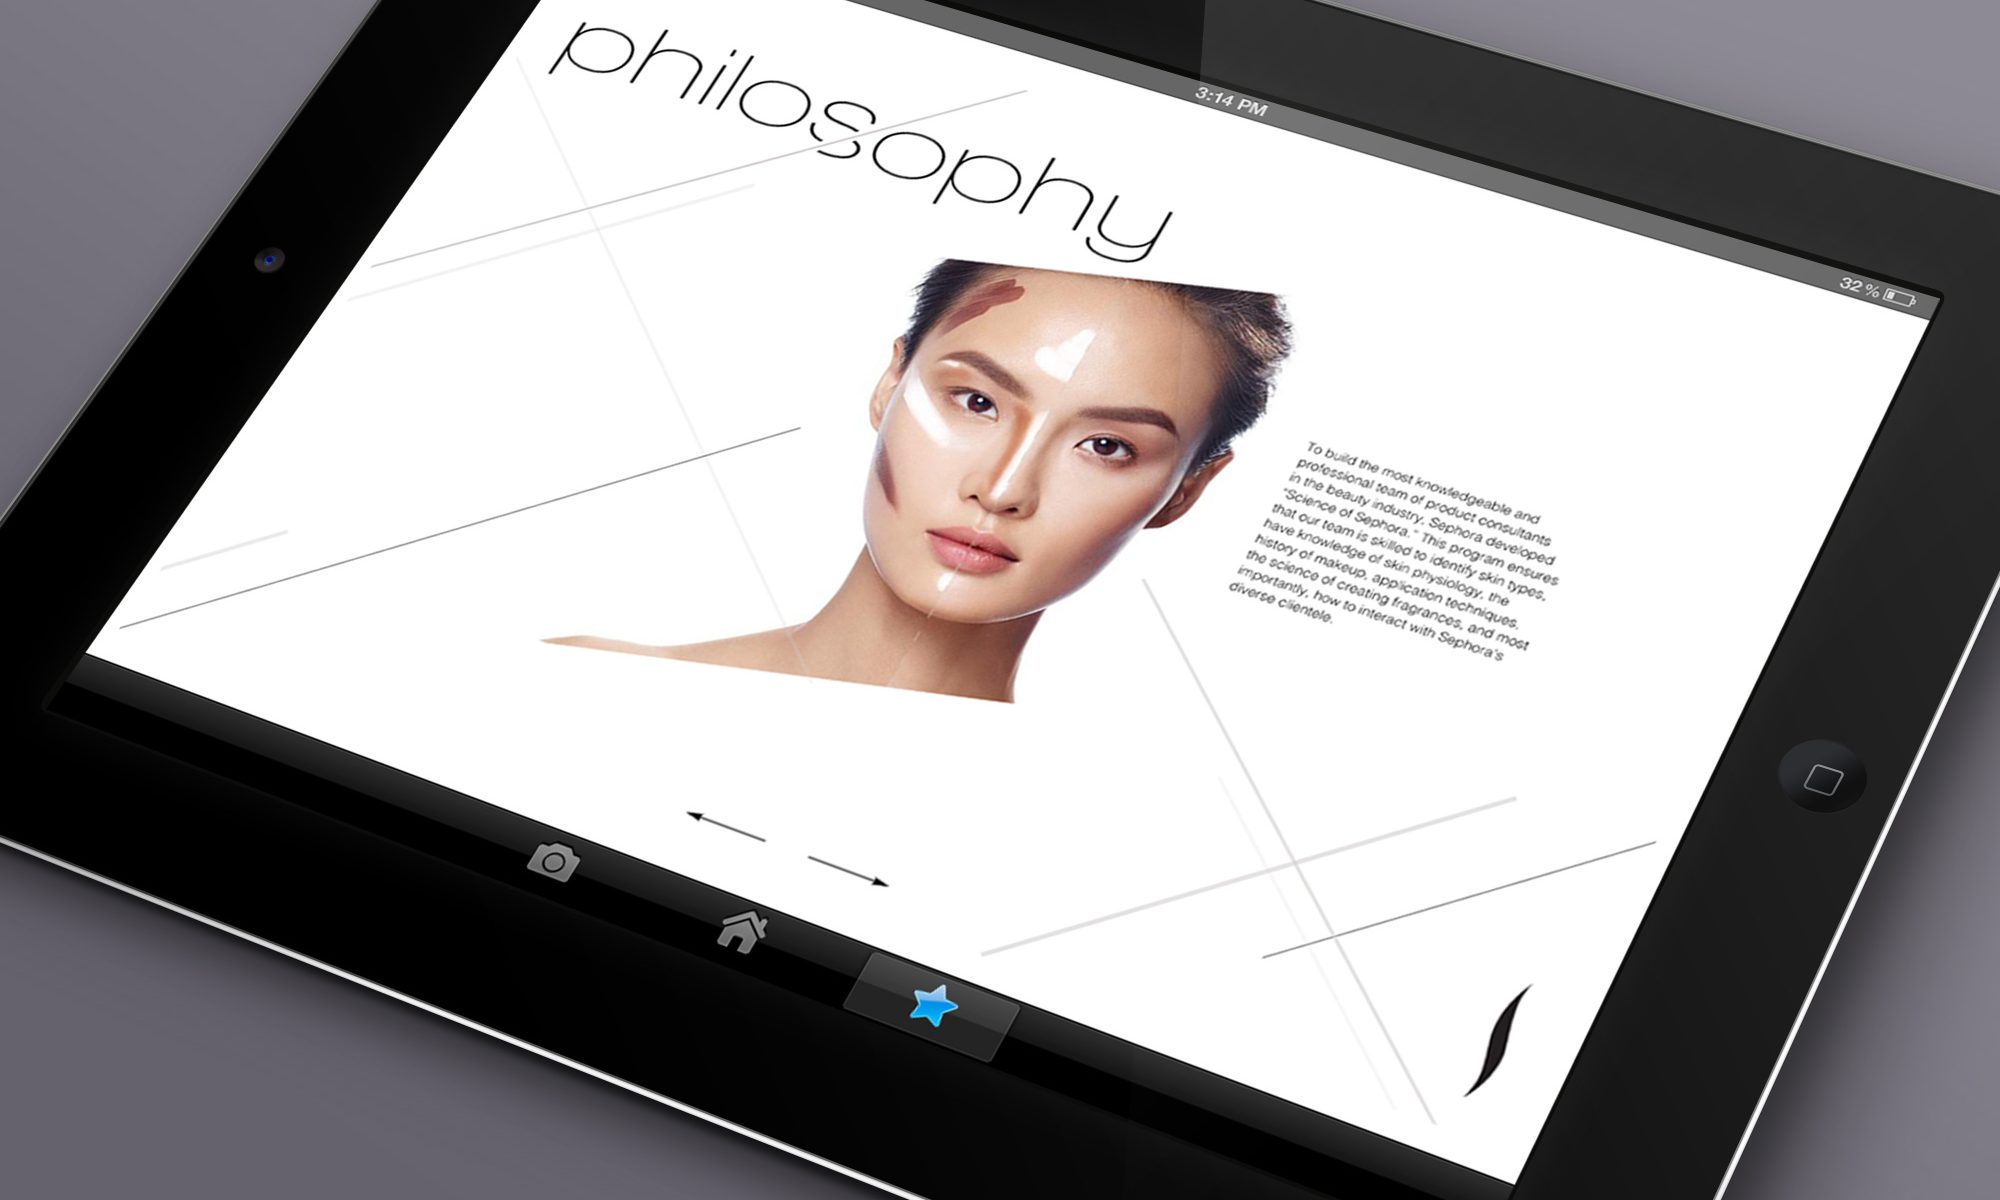 3:14 PM
32%
philosophy
To build the most knowledgeable and
professional team of product consultants
in the beauty industry, Sephora developed
"Science of Sephora." This program ensures
that our team is skilled to identify skin types,
have knowledge of skin physiology, the
history of makeup, application techniques,
the science of creating fragrances, and most
importantly, how to interact with Sephora's
diverse clientele.